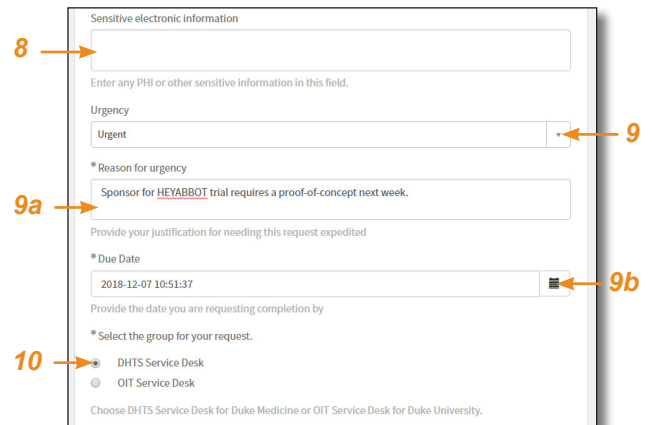 Sensitive electronic information
8
Enter any PHI or other sensitive information in this field.
Urgency
Urgent
9
*Reason for urgency
Sponsor for HEYABBOT trial requires a proof-of-concept next week.
9a
Provide your justification for needing this request expedited
*Due Date
2018-12-07 10:51:37
9b
Provide the date you are requesting completion by
*Select the group for your request.
10
DHTS Service Desk
OIT Service Desk
Choose DHTS Service Desk for Duke Medicine or OIT Service Desk for Duke University.